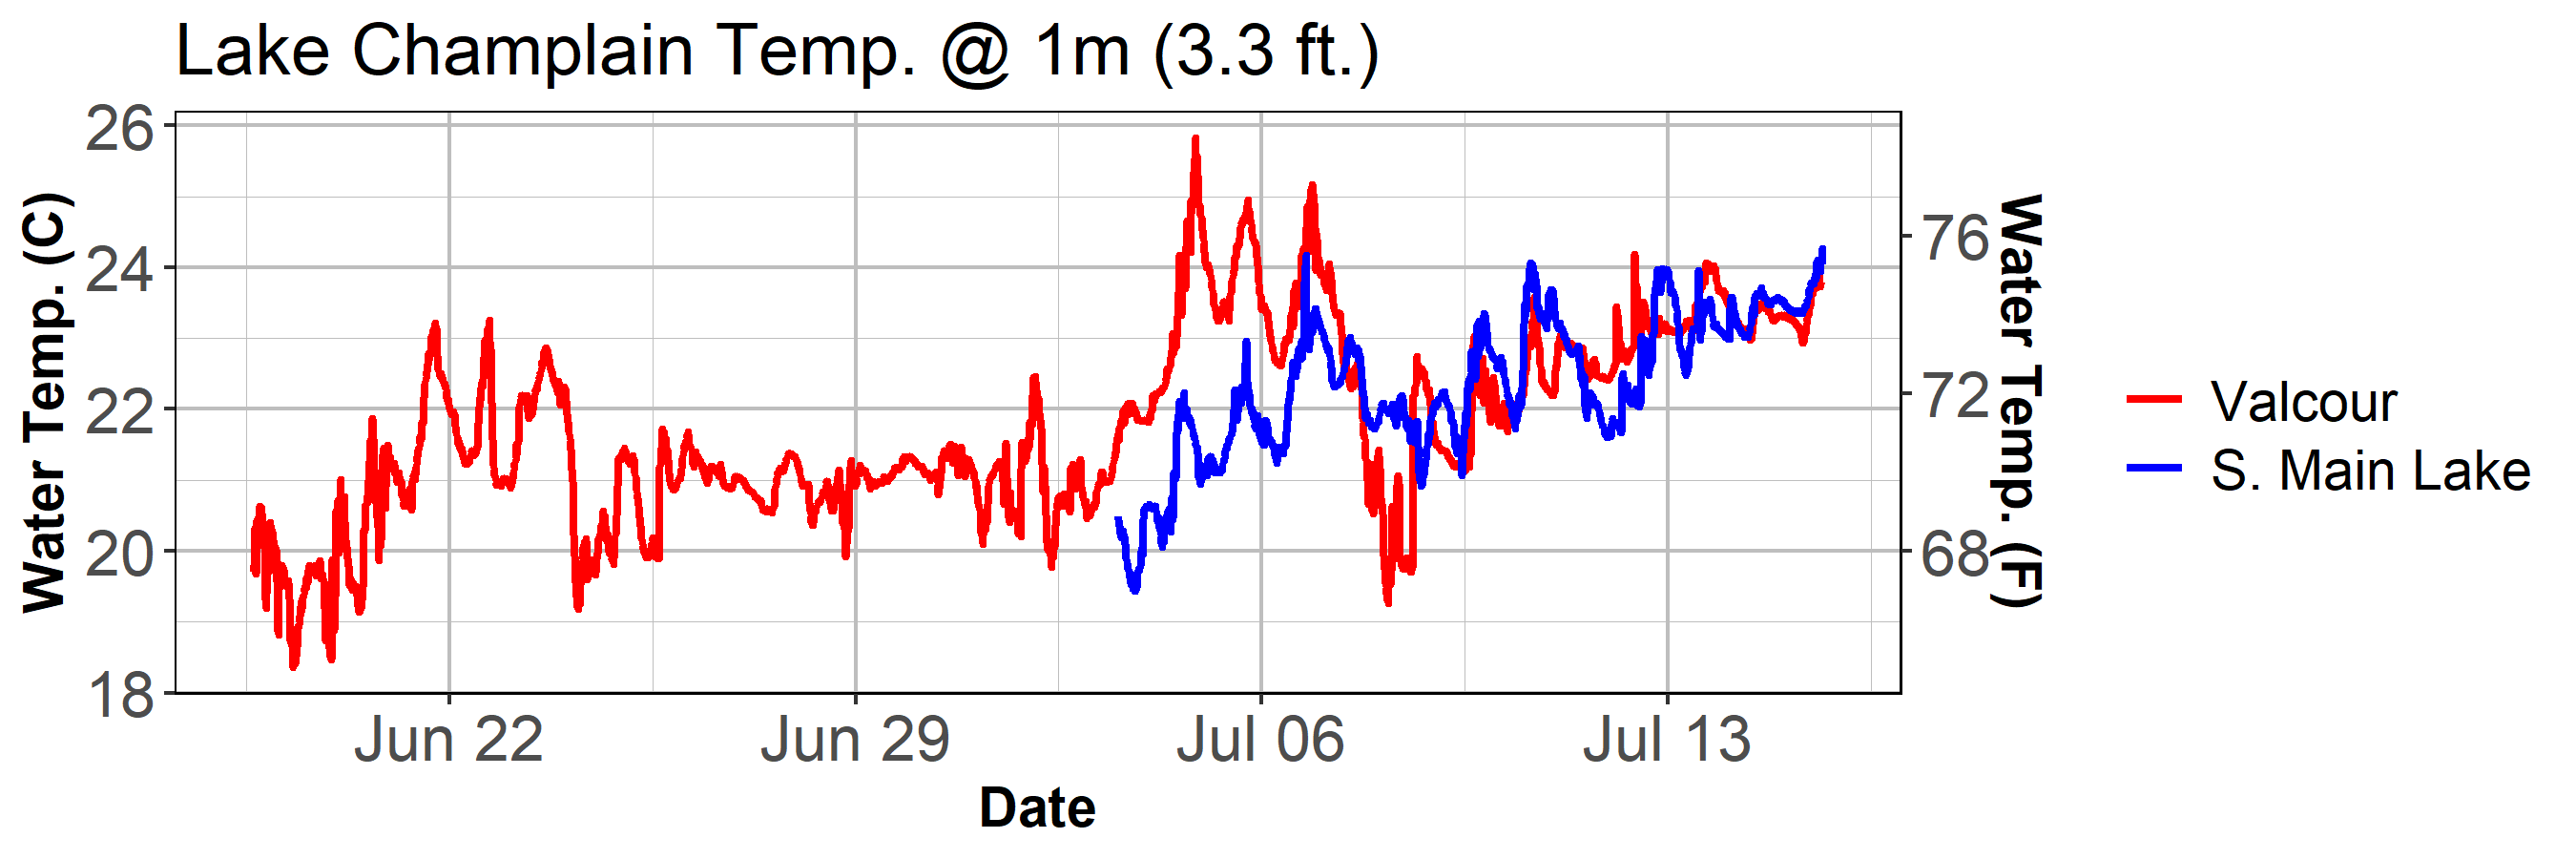 Lake Champlain Temp. @ 1m (3.3 ft.)
Water Temp. (C)
26
24
22
20
18
Jun 22
Jun 29
Jul 06
Jul 13
Date
76
72
68
Water Temp. (F)
Valcour
S. Main Lake